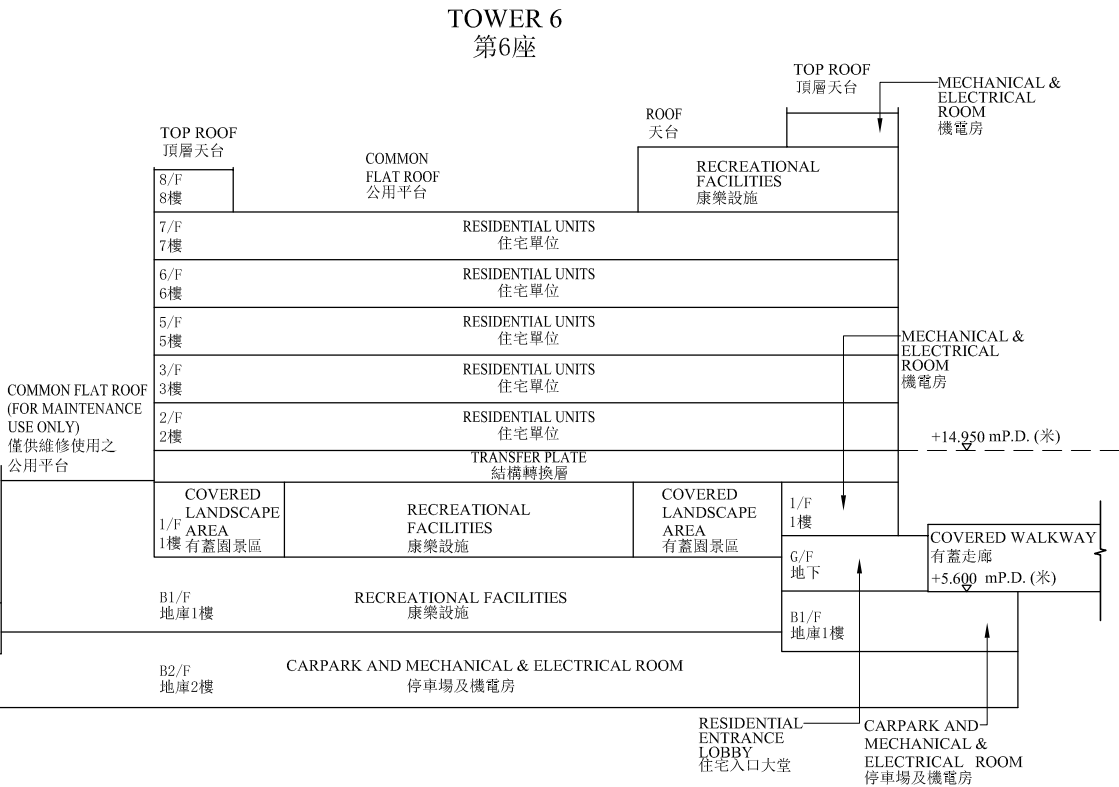 TOWER 6
第6座
TOP ROOF
頂層天台
MECHANICAL &
ELECTRICAL
ROOM
機電房
ROOF
天台
TOP ROOF
頂層天台
COMMON
FLAT ROOF
公用平台
RECREATIONAL
FACILITIES
康樂設施
8/F
8樓
7/F
7樓
RESIDENTIAL UNITS
住宅單位
6/F
6樓
RESIDENTIAL UNITS
住宅單位
5/F
5樓
RESIDENTIAL UNITS
住宅單位
MECHANICAL &
ELECTRICAL
ROOM
機電房
3/F
3樓
RESIDENTIAL UNITS
住宅單位
COMMON FLAT ROOF
(FOR MAINTENANCE
USE ONLY)
僅供維修使用之
公用平台
2/F
2樓
RESIDENTIAL UNITS
住宅單位
+14.950 mP.D. (米)
TRANSFER PLATE
結構轉換層
1/F
1樓
COVERED
LANDSCAPE
AREA
有蓋園景區
RECREATIONAL
FACILITIES
康樂設施
COVERED
LANDSCAPE
AREA
有蓋園景區
1/F
1樓
G/F
地下
COVERED WALKWAY
有蓋走廊
+5.600 mP.D. (米)
B1/F
地庫1樓
RECREATIONAL FACILITIES
康樂設施
B1/F
地庫1樓
B2/F
地庫2樓
CARPARK AND MECHANICAL & ELECTRICAL ROOM
停車場及機電房
RESIDENTIAL
ENTRANCE
LOBBY
住宅入口大堂
CARPARK AND
MECHANICAL &
ELECTRICAL ROOM
停車場及機電房